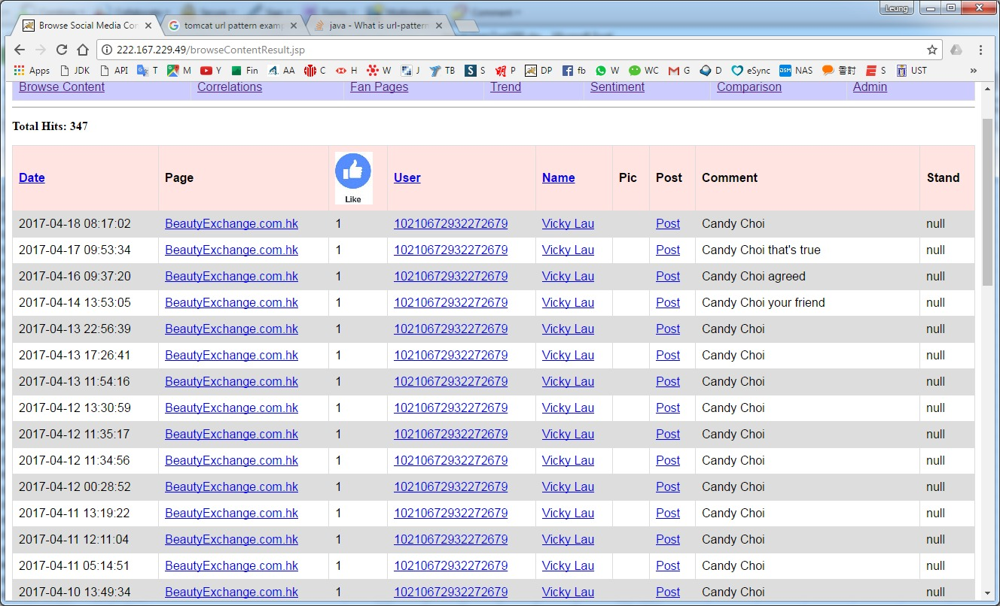 Leung
Browse Social Media Con
tomcat url pattern examp
java - What is url-pattern
222.167.229.49/browseContentResult.jsp
Apps JDK API T M Y Fin AA C H W J TB S P DP fb W WC G D eSync NAS S UST »
Browse Content Correlations Fan Pages Trend Sentiment Comparison Admin
Total Hits: 347
Date Page Like User Name Pic Post Comment Stand
2017-04-18 08:17:02 BeautyExchange.com.hk 1 10210672932272679 Vicky Lau Post Candy Choi null
2017-04-17 09:53:34 BeautyExchange.com.hk 1 10210672932272679 Vicky Lau Post Candy Choi that's true null
2017-04-16 09:37:20 BeautyExchange.com.hk 1 10210672932272679 Vicky Lau Post Candy Choi agreed null
2017-04-14 13:53:05 BeautyExchange.com.hk 1 10210672932272679 Vicky Lau Post Candy Choi your friend null
2017-04-13 22:56:39 BeautyExchange.com.hk 1 10210672932272679 Vicky Lau Post Candy Choi null
2017-04-13 17:26:41 BeautyExchange.com.hk 1 10210672932272679 Vicky Lau Post Candy Choi null
2017-04-13 11:54:16 BeautyExchange.com.hk 1 10210672932272679 Vicky Lau Post Candy Choi null
2017-04-12 13:30:59 BeautyExchange.com.hk 1 10210672932272679 Vicky Lau Post Candy Choi null
2017-04-12 11:35:17 BeautyExchange.com.hk 1 10210672932272679 Vicky Lau Post Candy Choi null
2017-04-12 11:34:56 BeautyExchange.com.hk 1 10210672932272679 Vicky Lau Post Candy Choi null
2017-04-12 00:28:52 BeautyExchange.com.hk 1 10210672932272679 Vicky Lau Post Candy Choi null
2017-04-11 13:19:22 BeautyExchange.com.hk 1 10210672932272679 Vicky Lau Post Candy Choi null
2017-04-11 12:11:04 BeautyExchange.com.hk 1 10210672932272679 Vicky Lau Post Candy Choi null
2017-04-11 05:14:51 BeautyExchange.com.hk 1 10210672932272679 Vicky Lau Post Candy Choi null
2017-04-10 13:49:34 BeautyExchange.com.hk 1 10210672932272679 Vicky Lau Post Candy Choi null